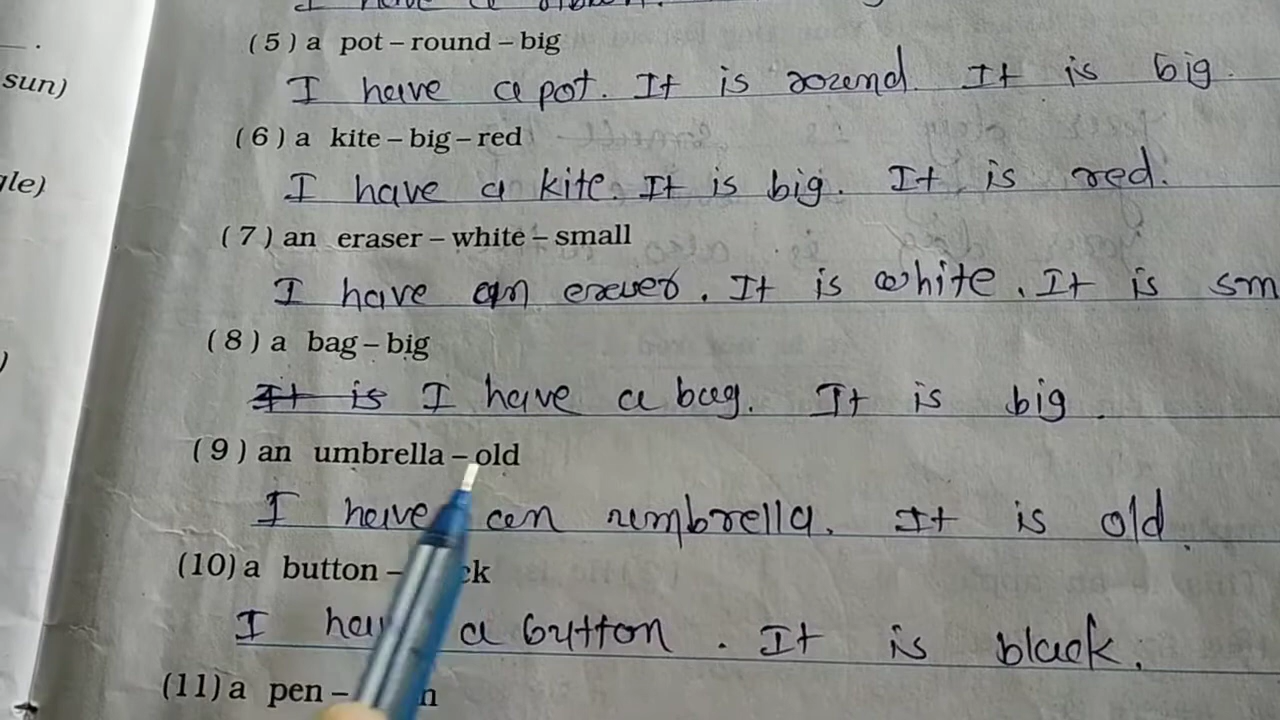 sun)
(5) a pot – round – big
I have a pot. It is round. It is big.
(6) a kite – big – red
I have a kite. It is big. It is red.
(7) an eraser – white – small
I have an eraser. It is white. It is sm
(8) a bag – big
It is I have a bag. It is big.
(9) an umbrella – old
I have an umbrella. It is old.
(10) a button –
I a button. It is black.
(11) a pen –